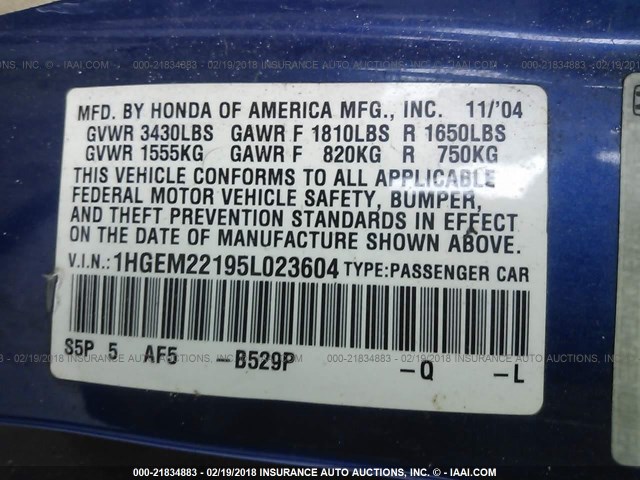 MFD. BY HONDA OF AMERICA MFG., INC. 11/'04
GVWR 3430LBS GAWR F 1810LBS R 1650LBS
GVWR 1555KG GAWR F 820KG R 750KG
THIS VEHICLE CONFORMS TO ALL APPLICABLE
FEDERAL MOTOR VEHICLE SAFETY, BUMPER,
AND THEFT PREVENTION STANDARDS IN EFFECT
ON THE DATE OF MANUFACTURE SHOWN ABOVE.
V.I.N.: 1HGEM22195L023604 TYPE:PASSENGER CAR
S5P 5 AF5 -B529P -Q -L
000-21834883 - 02/19/2018 INSURANCE AUTO AUCTIONS, INC. - © - IAAI.COM